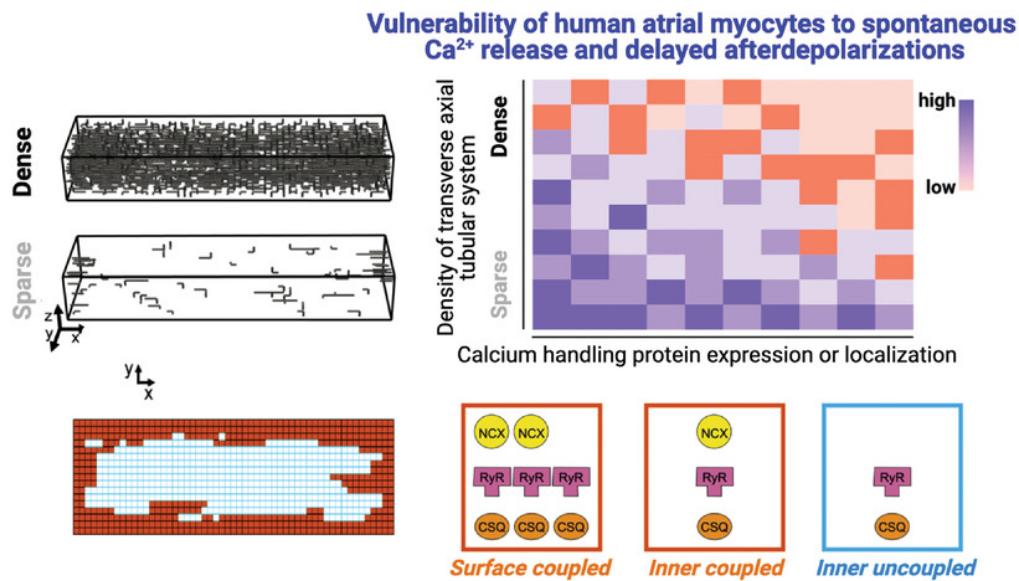 Vulnerability of human atrial myocytes to spontaneous
Ca²⁺ release and delayed afterdepolarizations
Dense
Sparse
z
y
x
y
x
Density of transverse axial
tubular system
Dense
Sparse
high
low
Calcium handling protein expression or localization
NCX NCX
RyR RyR RyR
CSQ CSQ CSQ
Surface coupled
NCX
RyR
CSQ
Inner coupled
RyR
CSQ
Inner uncoupled